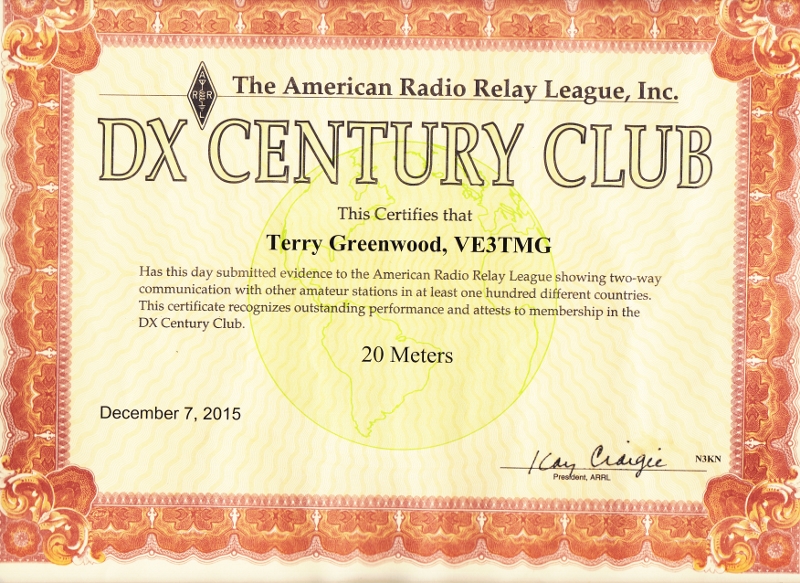 ARRL
The American Radio Relay League, Inc.
DX CENTURY CLUB
This Certifies that
Terry Greenwood, VE3TMG
Has this day submitted evidence to the American Radio Relay League showing two-way
communication with other amateur stations in at least one hundred different countries.
This certificate recognizes outstanding performance and attests to membership in the
DX Century Club.
20 Meters
December 7, 2015
Kay Craigie N3KN
President, ARRL